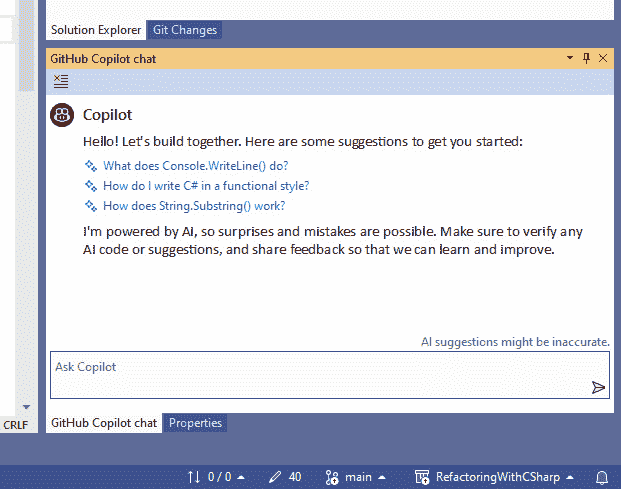 Solution Explorer Git Changes
GitHub Copilot chat
Copilot
Hello! Let's build together. Here are some suggestions to get you started:
What does Console.WriteLine() do?
How do I write C# in a functional style?
How does String.Substring() work?
I'm powered by AI, so surprises and mistakes are possible. Make sure to verify any
AI code or suggestions, and share feedback so that we can learn and improve.
AI suggestions might be inaccurate.
Ask Copilot
CRLF
GitHub Copilot chat Properties
0 / 0 40 main RefactoringWithCSharp